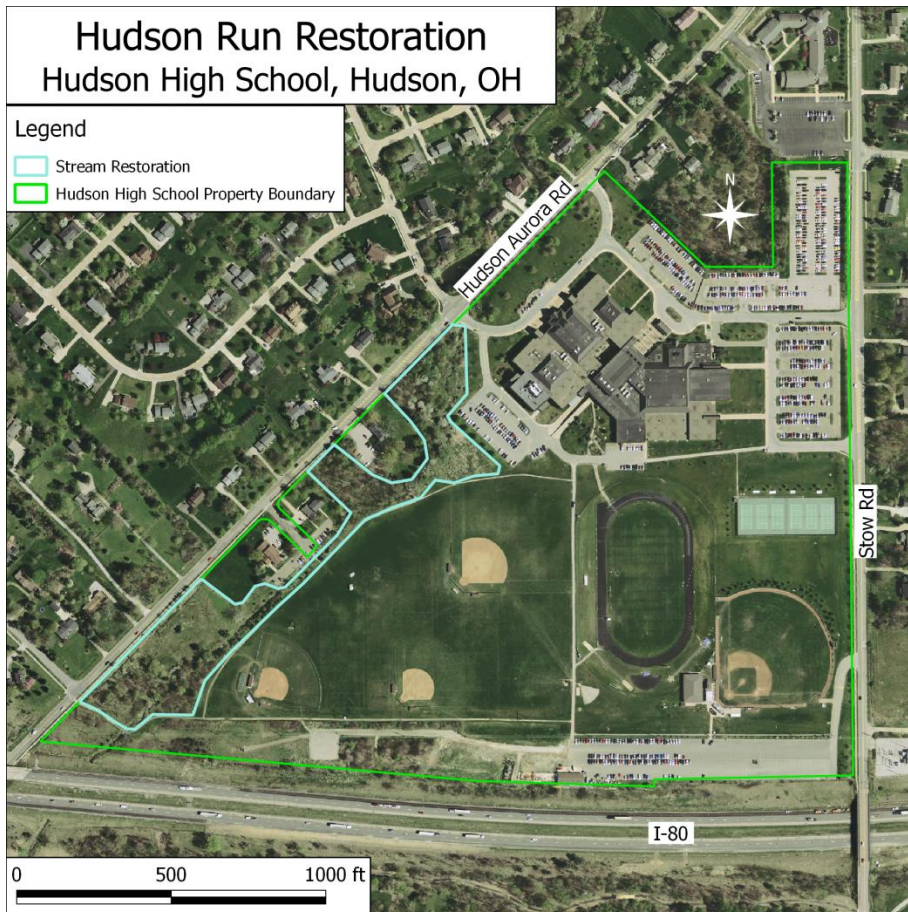 Hudson Run Restoration
Hudson High School, Hudson, OH
Legend
Stream Restoration
Hudson High School Property Boundary
N
Hudson Aurora Rd
Stow Rd
I-80
0 500 1000 ft